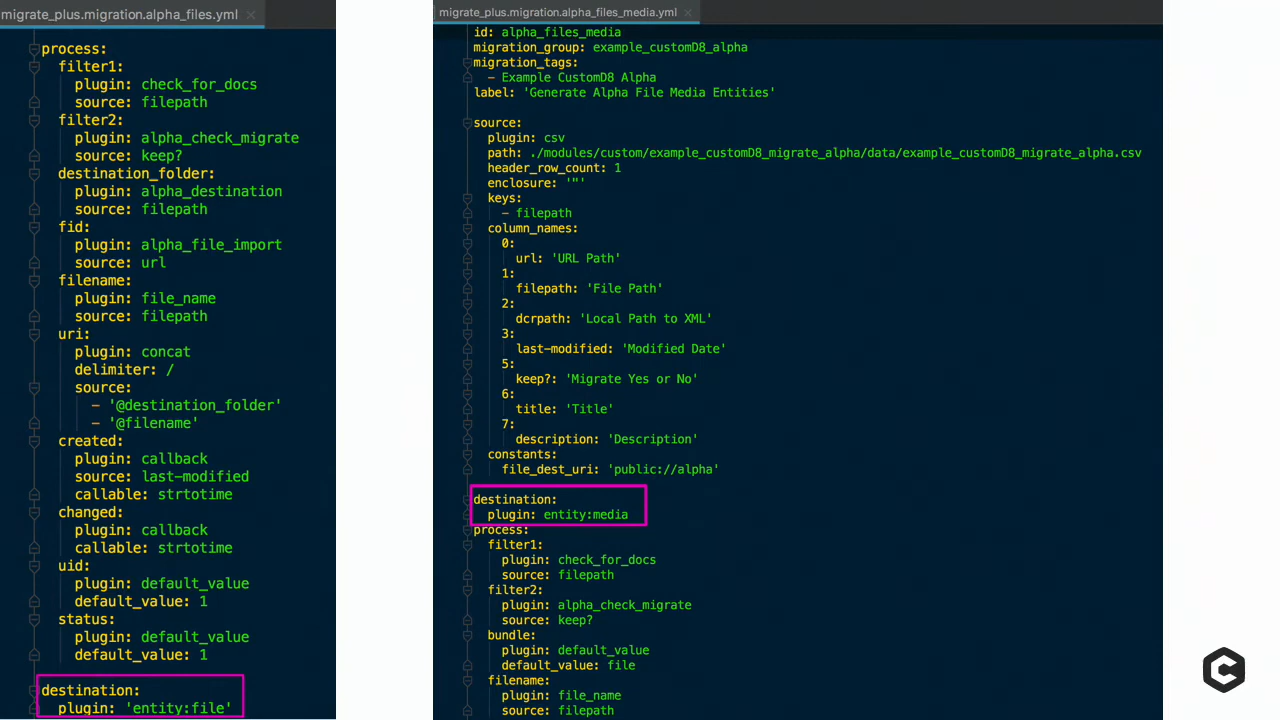 migrate_plus.migration.alpha_files.yml ×
process:
filter1:
plugin: check_for_docs
source: filepath
filter2:
plugin: alpha_check_migrate
source: keep?
destination_folder:
plugin: alpha_destination
source: filepath
fid:
plugin: alpha_file_import
source: url
filename:
plugin: file_name
source: filepath
uri:
plugin: concat
delimiter: /
source:
- '@destination_folder'
- '@filename'
created:
plugin: callback
source: last-modified
callable: strtotime
changed:
plugin: callback
callable: strtotime
uid:
plugin: default_value
default_value: 1
status:
plugin: default_value
default_value: 1
destination:
plugin: 'entity:file'
migrate_plus.migration.alpha_files_media.yml ×
id: alpha_files_media
migration_group: example_customD8_alpha
migration_tags:
- Example CustomD8 Alpha
label: 'Generate Alpha File Media Entities'
source:
plugin: csv
path: ./modules/custom/example_customD8_migrate_alpha/data/example_customD8_migrate_alpha.csv
header_row_count: 1
enclosure: '"'
keys:
- filepath
column_names:
0:
url: 'URL Path'
1:
filepath: 'File Path'
2:
dcrpath: 'Local Path to XML'
3:
last-modified: 'Modified Date'
5:
keep?: 'Migrate Yes or No'
6:
title: 'Title'
7:
description: 'Description'
constants:
file_dest_uri: 'public://alpha'
destination:
plugin: entity:media
process:
filter1:
plugin: check_for_docs
source: filepath
filter2:
plugin: alpha_check_migrate
source: keep?
bundle:
plugin: default_value
default_value: file
filename:
plugin: file_name
source: filepath